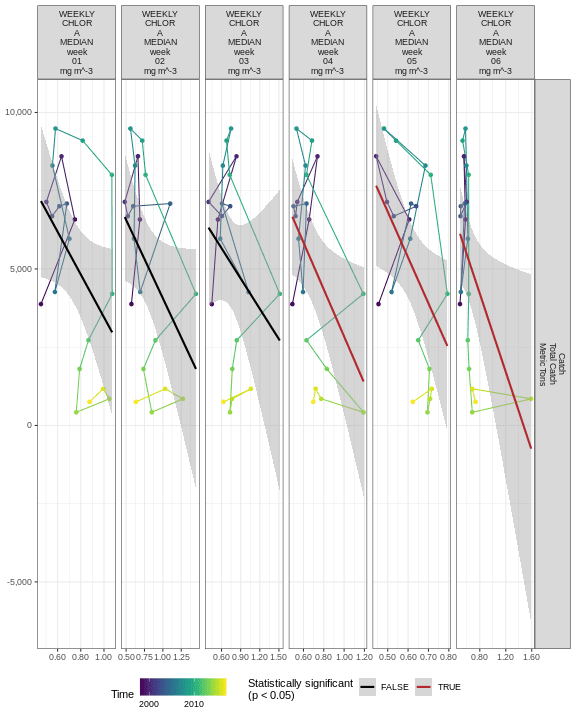 WEEKLY
CHLOR
A
MEDIAN
week
01
mg m^-3
WEEKLY
CHLOR
A
MEDIAN
week
02
mg m^-3
WEEKLY
CHLOR
A
MEDIAN
week
03
mg m^-3
WEEKLY
CHLOR
A
MEDIAN
week
04
mg m^-3
WEEKLY
CHLOR
A
MEDIAN
week
05
mg m^-3
WEEKLY
CHLOR
A
MEDIAN
week
06
mg m^-3
10,000
5,000
0
-5,000
Catch
Total Catch
Metric Tons
0.60 0.80 1.00
0.50 0.75 1.00 1.25
0.60 0.90 1.20 1.50
0.60 0.80 1.00 1.20
0.50 0.60 0.70 0.80
0.80 1.20 1.60
Time
2000 2010
Statistically significant
(p < 0.05)
FALSE
TRUE